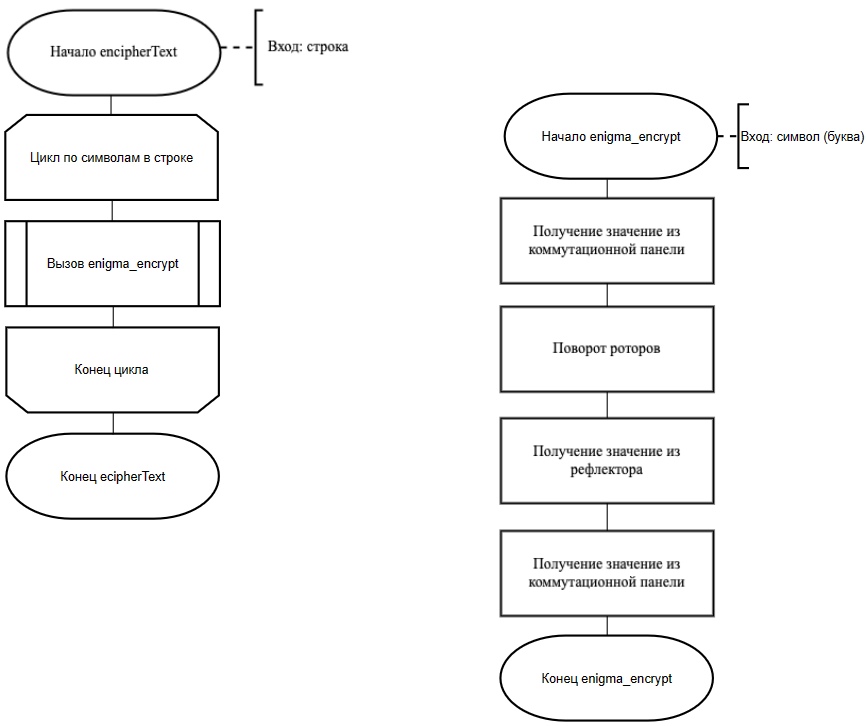 Начало encipherText
Вход: строка
Цикл по символам в строке
Вызов enigma_encrypt
Конец цикла
Конец ecipherText
Начало enigma_encrypt
Вход: символ (буква)
Получение значение из
коммутационной панели
Поворот роторов
Получение значение из
рефлектора
Получение значение из
коммутационной панели
Конец enigma_encrypt